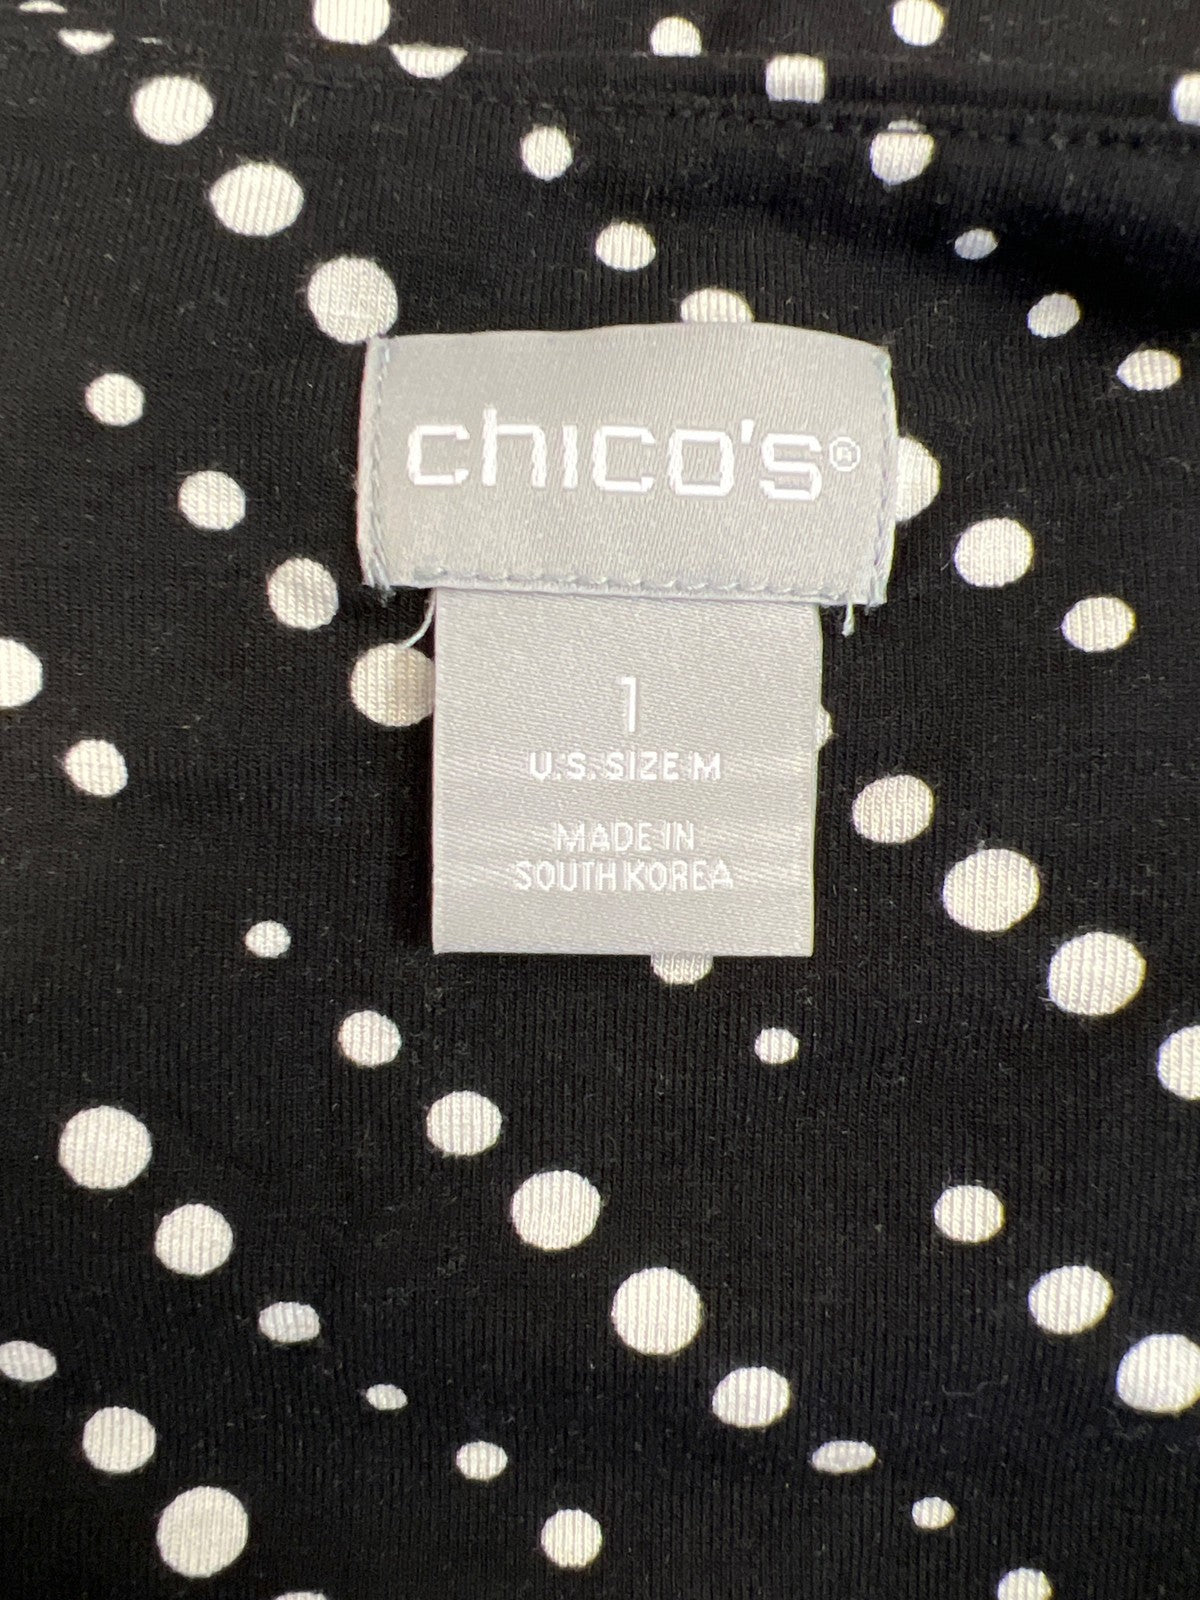 chico's®
1
U.S. SIZE M
MADE IN
SOUTH KOREA